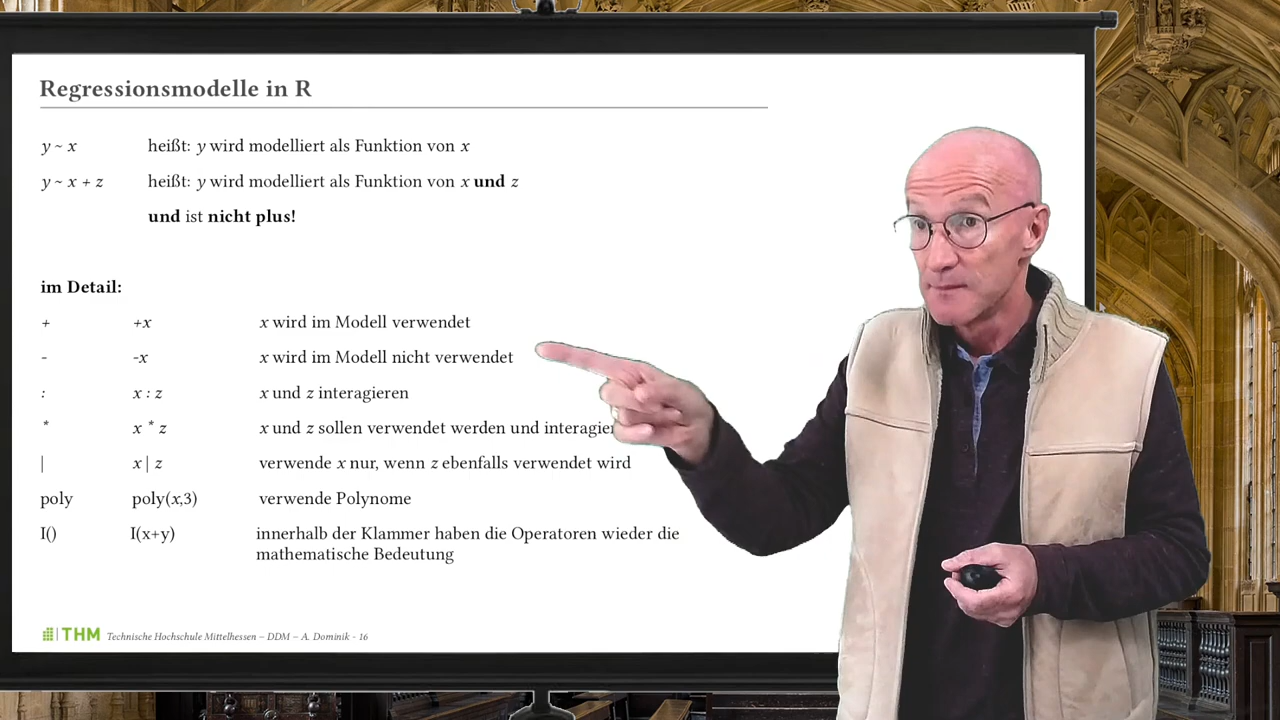 Regressionsmodelle in R
y ~ x heißt: y wird modelliert als Funktion von x
y ~ x + z heißt: y wird modelliert als Funktion von x und z
und ist nicht plus!
im Detail:
+ +x x wird im Modell verwendet
- -x x wird im Modell nicht verwendet
: x : z x und z interagieren
* x * z x und z sollen verwendet werden und
| x | z verwende x nur, wenn z ebenfalls verwendet wird
poly poly(x,3) verwende Polynome
I() I(x+y) innerhalb der Klammer haben die Operatoren wieder die
mathematische Bedeutung
THM Technische Hochschule Mittelhessen – DDM – A. Dominik - 16